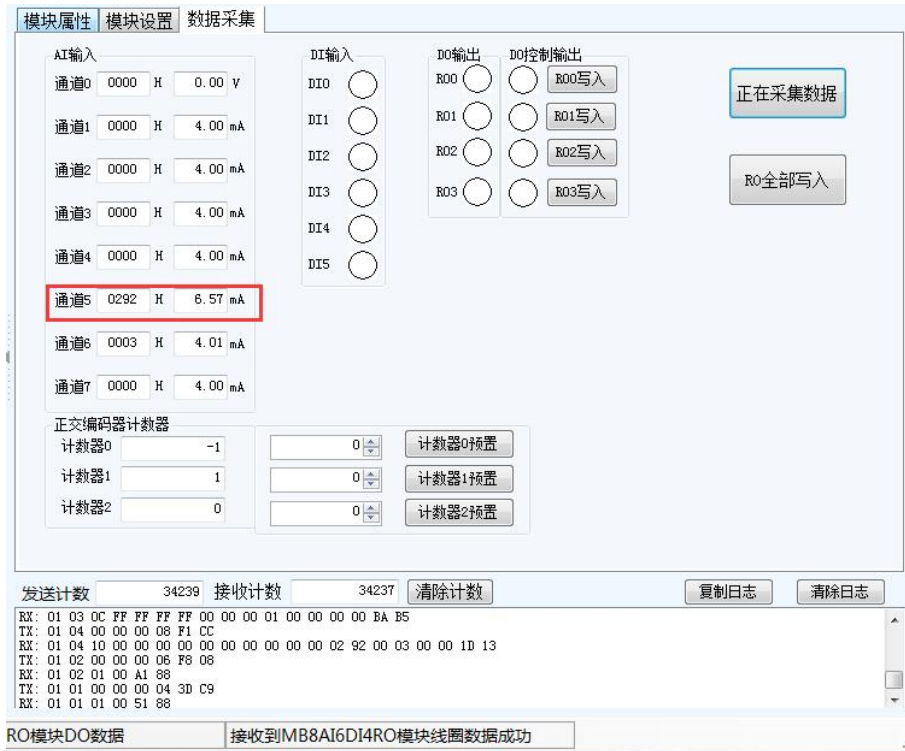 模块属性 模块设置 数据采集
AI输入 DI输入 DO输出 DO控制输出
通道0 0000 H 0.00 V DI0 RO0 RO0写入 正在采集数据
通道1 0000 H 4.00 mA DI1 RO1 RO1写入
通道2 0000 H 4.00 mA DI2 RO2 RO2写入 RO全部写入
通道3 0000 H 4.00 mA DI3 RO3 RO3写入
通道4 0000 H 4.00 mA DI4
DI5
通道5 0292 H 6.57 mA
通道6 0003 H 4.01 mA
通道7 0000 H 4.00 mA
正交编码器计数器
计数器0 -1 0 计数器0预置
计数器1 1 0 计数器1预置
计数器2 0 0 计数器2预置
发送计数 34239 接收计数 34237 清除计数 复制日志 清除日志
RX: 01 03 0C FF FF FF FF 00 00 00 01 00 00 00 00 BA B5
TX: 01 04 00 00 00 08 F1 CC
RX: 01 04 10 00 00 00 00 00 00 00 00 00 00 02 92 00 03 00 00 1D 13
TX: 01 02 00 00 00 06 F8 08
RX: 01 02 01 00 A1 88
TX: 01 01 00 00 00 04 3D C9
RX: 01 01 01 00 51 88
RO模块DO数据 接收到MB8AI6DI4RO模块线圈数据成功